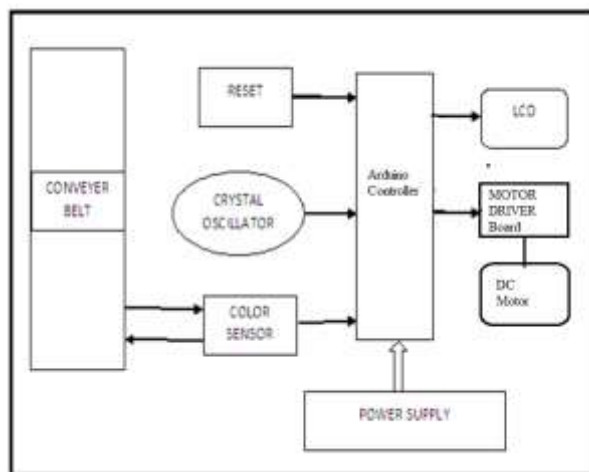 RESET
LCD
Arduino
Controller
CONVEYER
BELT
CRYSTAL
OSCILLATOR
MOTOR
DRIVER
Board
COLOR
SENSOR
DC
Motor
POWER SUPPLY